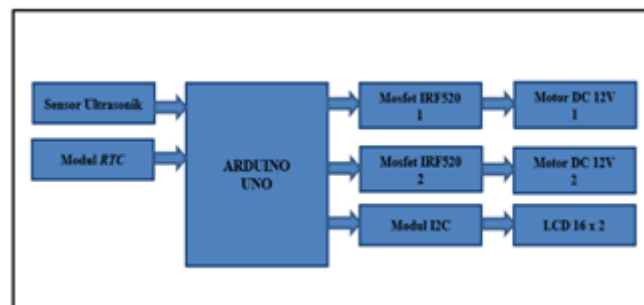 Sensor Ultrasonik
Modul RTC
ARDUINO
UNO
Mosfet IRF520
1
Motor DC 12V
1
Mosfet IRF520
2
Motor DC 12V
2
Modul I2C
LCD 16 x 2